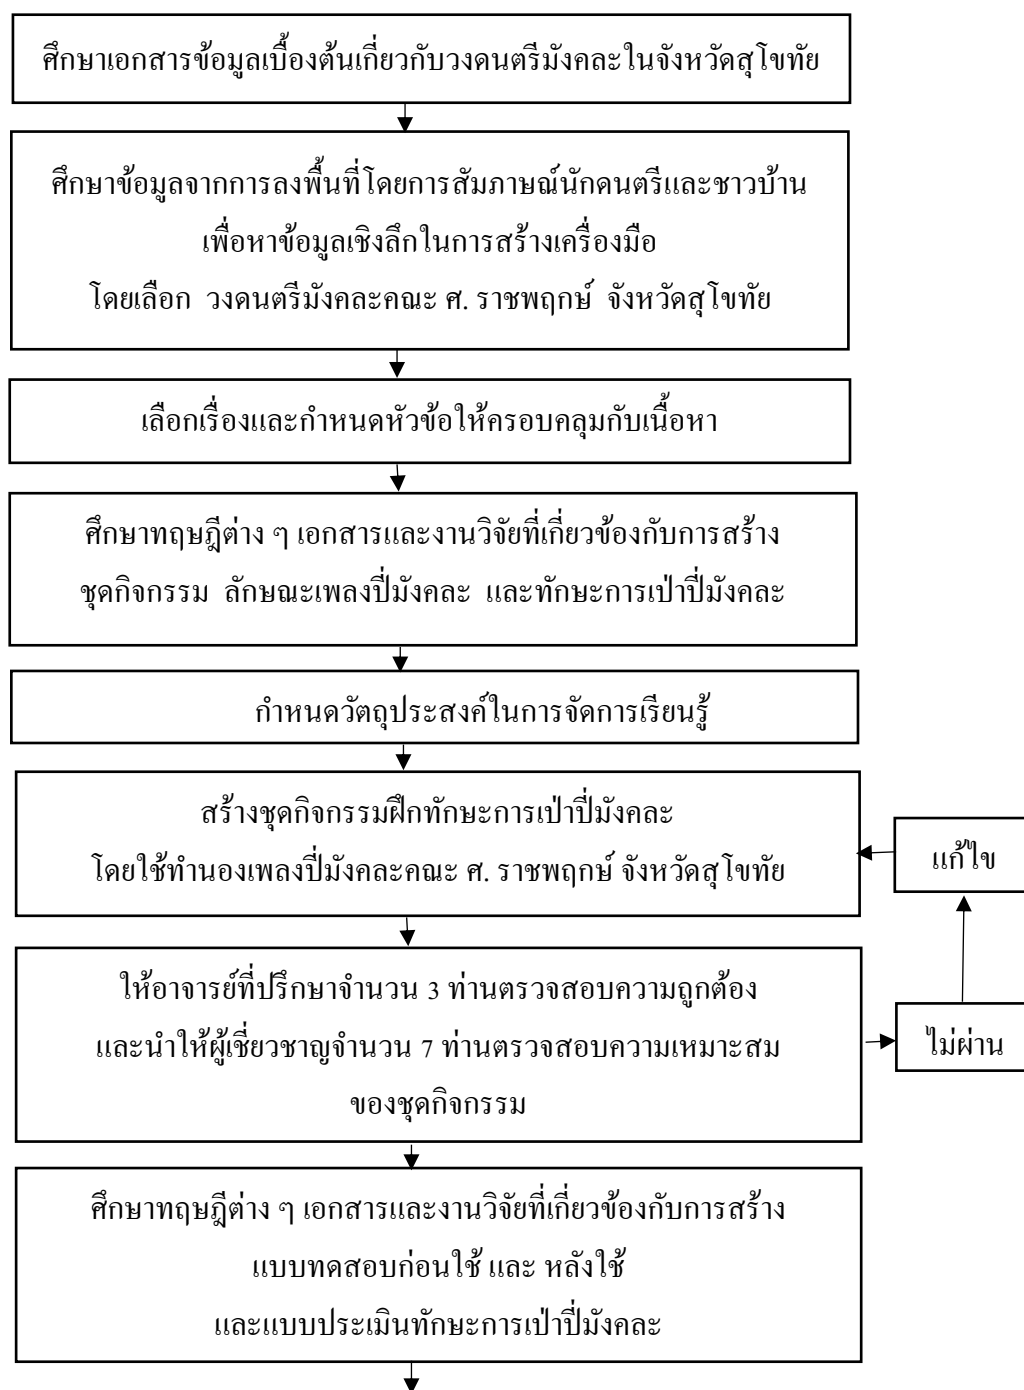 ศึกษาเอกสารข้อมูลเบื้องต้นเกี่ยวกับวงดนตรีมังคละในจังหวัดสุโขทัย
ศึกษาข้อมูลจากการลงพื้นที่โดยการสัมภาษณ์นักดนตรีและชาวบ้าน
เพื่อหาข้อมูลเชิงลึกในการสร้างเครื่องมือ
โดยเลือก วงดนตรีมังคละคณะ ศ. ราชพฤกษ์ จังหวัดสุโขทัย
เลือกเรื่องและกำหนดหัวข้อให้ครอบคลุมกับเนื้อหา
ศึกษาทฤษฎีต่าง ๆ เอกสารและงานวิจัยที่เกี่ยวข้องกับการสร้าง
ชุดกิจกรรม ลักษณะเพลงปี่มังคละ และทักษะการเป่าปี่มังคละ
กำหนดวัตถุประสงค์ในการจัดการเรียนรู้
สร้างชุดกิจกรรมฝึกทักษะการเป่าปี่มังคละ
โดยใช้ทำนองเพลงปี่มังคละคณะ ศ. ราชพฤกษ์ จังหวัดสุโขทัย
แก้ไข
ให้อาจารย์ที่ปรึกษาจำนวน 3 ท่านตรวจสอบความถูกต้อง
และนำให้ผู้เชี่ยวชาญจำนวน 7 ท่านตรวจสอบความเหมาะสม
ของชุดกิจกรรม
ไม่ผ่าน
ศึกษาทฤษฎีต่าง ๆ เอกสารและงานวิจัยที่เกี่ยวข้องกับการสร้าง
แบบทดสอบก่อนใช้ และ หลังใช้
และแบบประเมินทักษะการเป่าปี่มังคละ